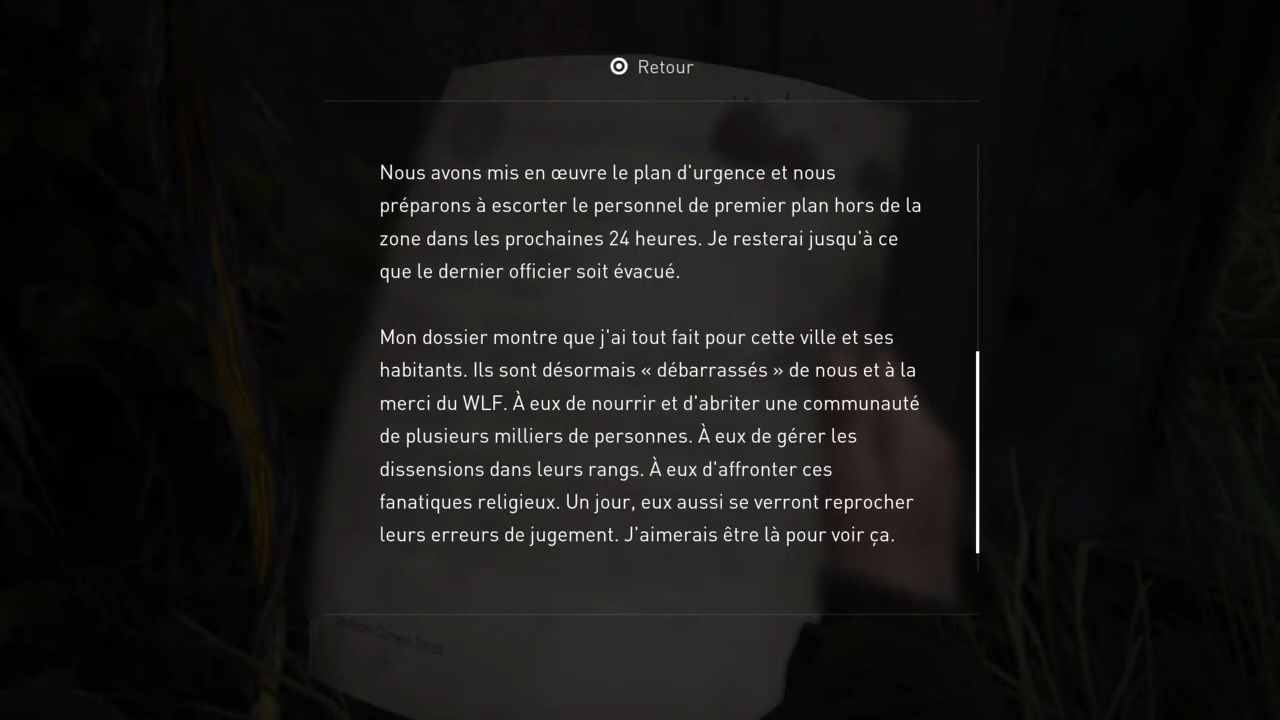 Retour
Nous avons mis en œuvre le plan d'urgence et nous
préparons à escorter le personnel de premier plan hors de la
zone dans les prochaines 24 heures. Je resterai jusqu'à ce
que le dernier officier soit évacué.
Mon dossier montre que j'ai tout fait pour cette ville et ses
habitants. Ils sont désormais « débarrassés » de nous et à la
merci du WLF. À eux de nourrir et d'abriter une communauté
de plusieurs milliers de personnes. À eux de gérer les
dissensions dans leurs rangs. À eux d'affronter ces
fanatiques religieux. Un jour, eux aussi se verront reprocher
leurs erreurs de jugement. J'aimerais être là pour voir ça.